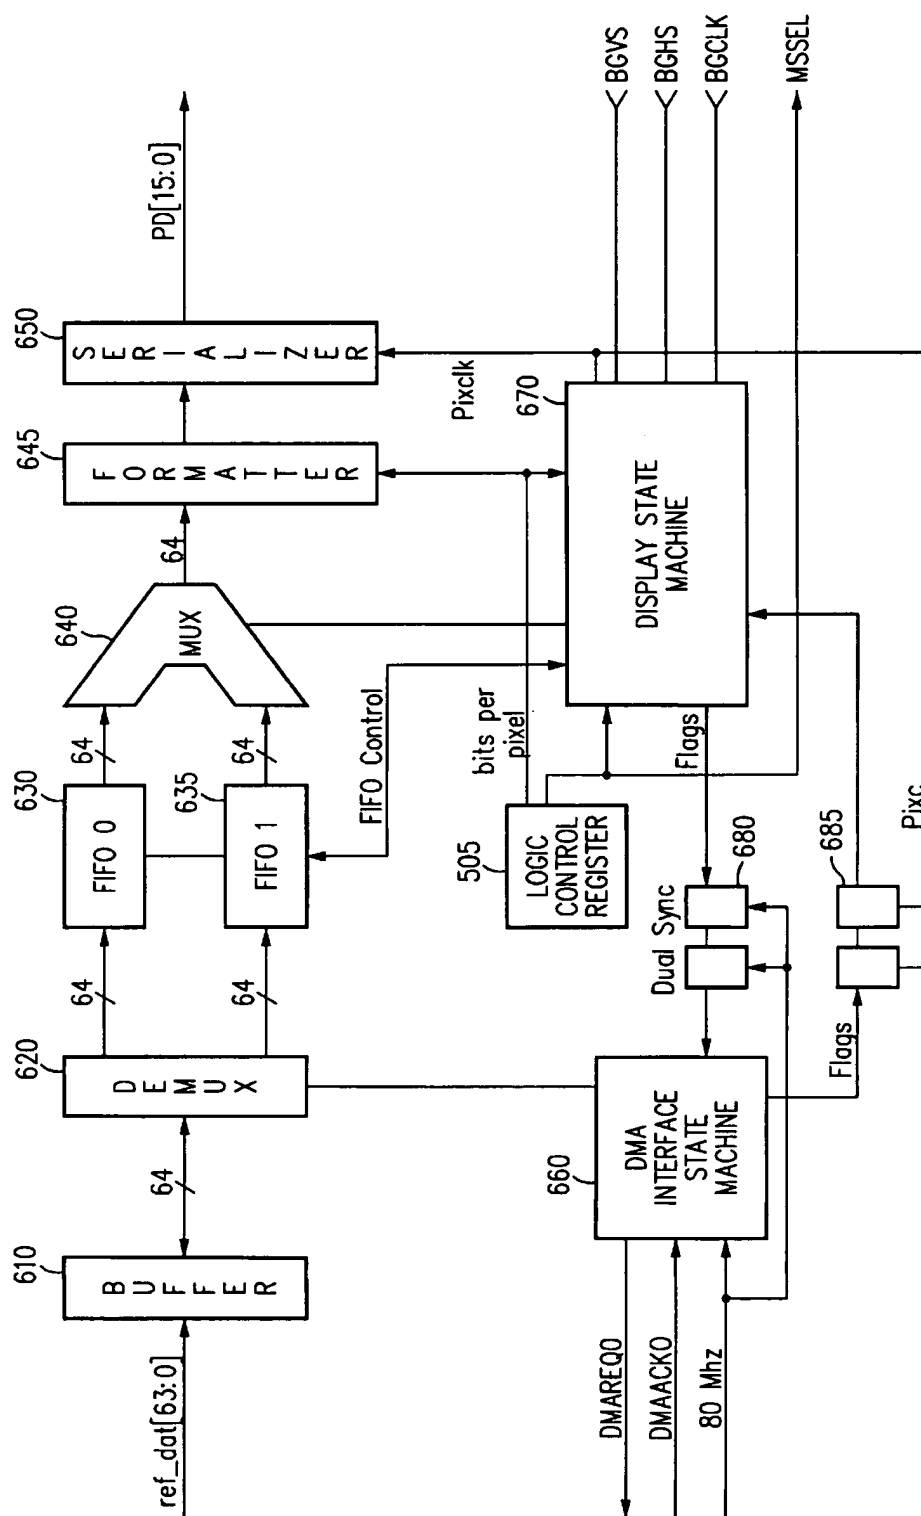 ref_dat[63:0]
610
BUFFER
64
620
DEMUX
64
64
630
FIFO 0
635
FIFO 1
64
64
640
MUX
64
645
FORMATTER
650
SERIALIZER
PD[15:0]
FIFO Control
bits per
pixel
Pixclk
505
LOGIC
CONTROL
REGISTER
670
DISPLAY STATE
MACHINE
BGVS
BGHS
BGCLK
MSSEL
Flags
Dual Sync
680
660
DMA
INTERFACE
STATE
MACHINE
DMAREQ0
DMAACK0
80 Mhz
Flags
685
Pixc